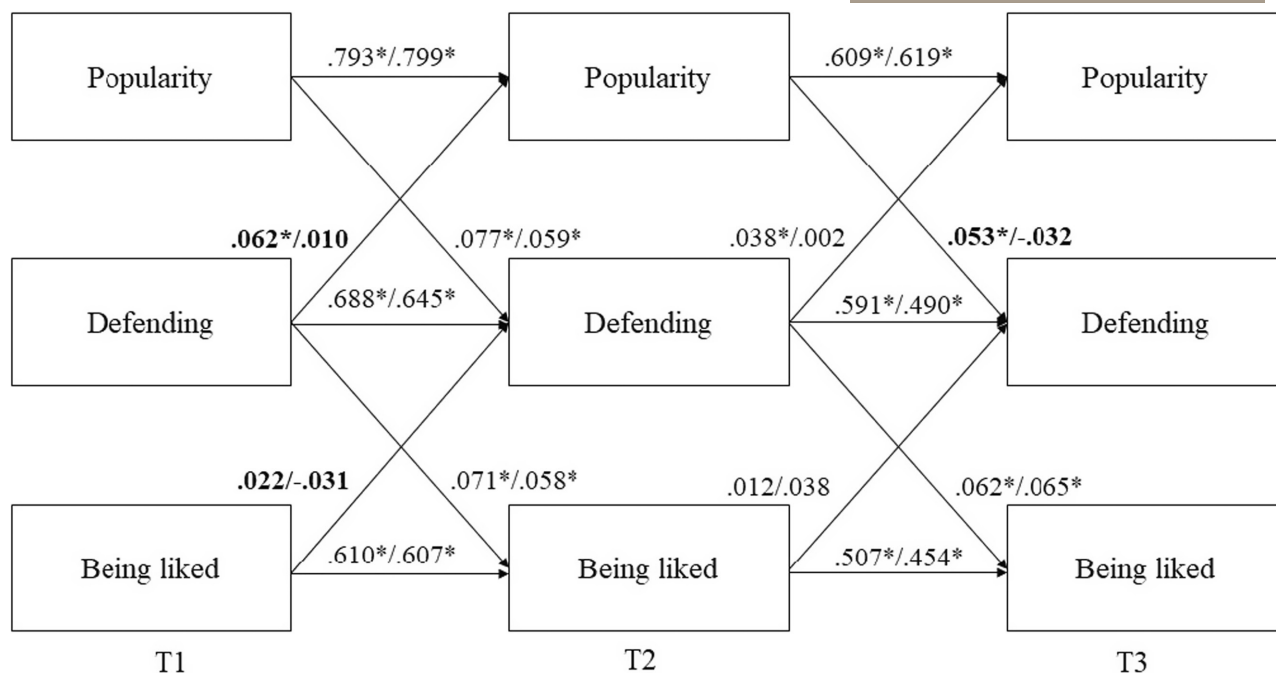 .793*/.799*
.609*/.619*
Popularity
Popularity
Popularity
.062*/.010
.077*/.059*
.038*/.002
.053*/-.032
.688*/.645*
.591*/.490*
Defending
Defending
Defending
.022/-.031
.071*/.058*
.012/.038
.062*/.065*
.610*/.607*
.507*/.454*
Being liked
Being liked
Being liked
T1
T2
T3